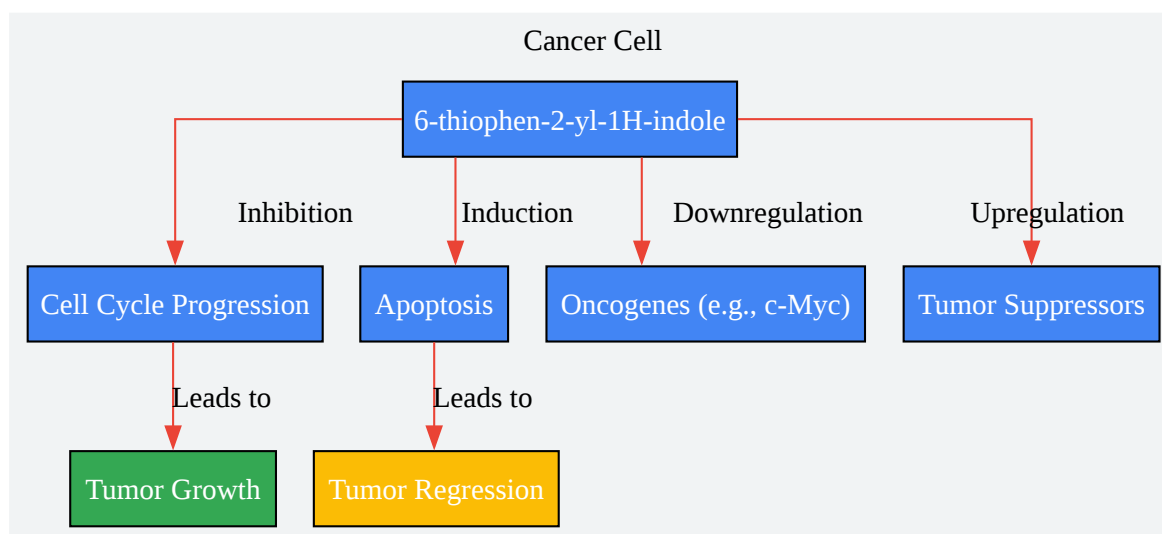 Cancer Cell
6-thiophen-2-yl-1H-indole
Inhibition
Induction
Downregulation
Upregulation
Cell Cycle Progression
Apoptosis
Oncogenes (e.g., c-Myc)
Tumor Suppressors
Leads to
Leads to
Tumor Growth
Tumor Regression